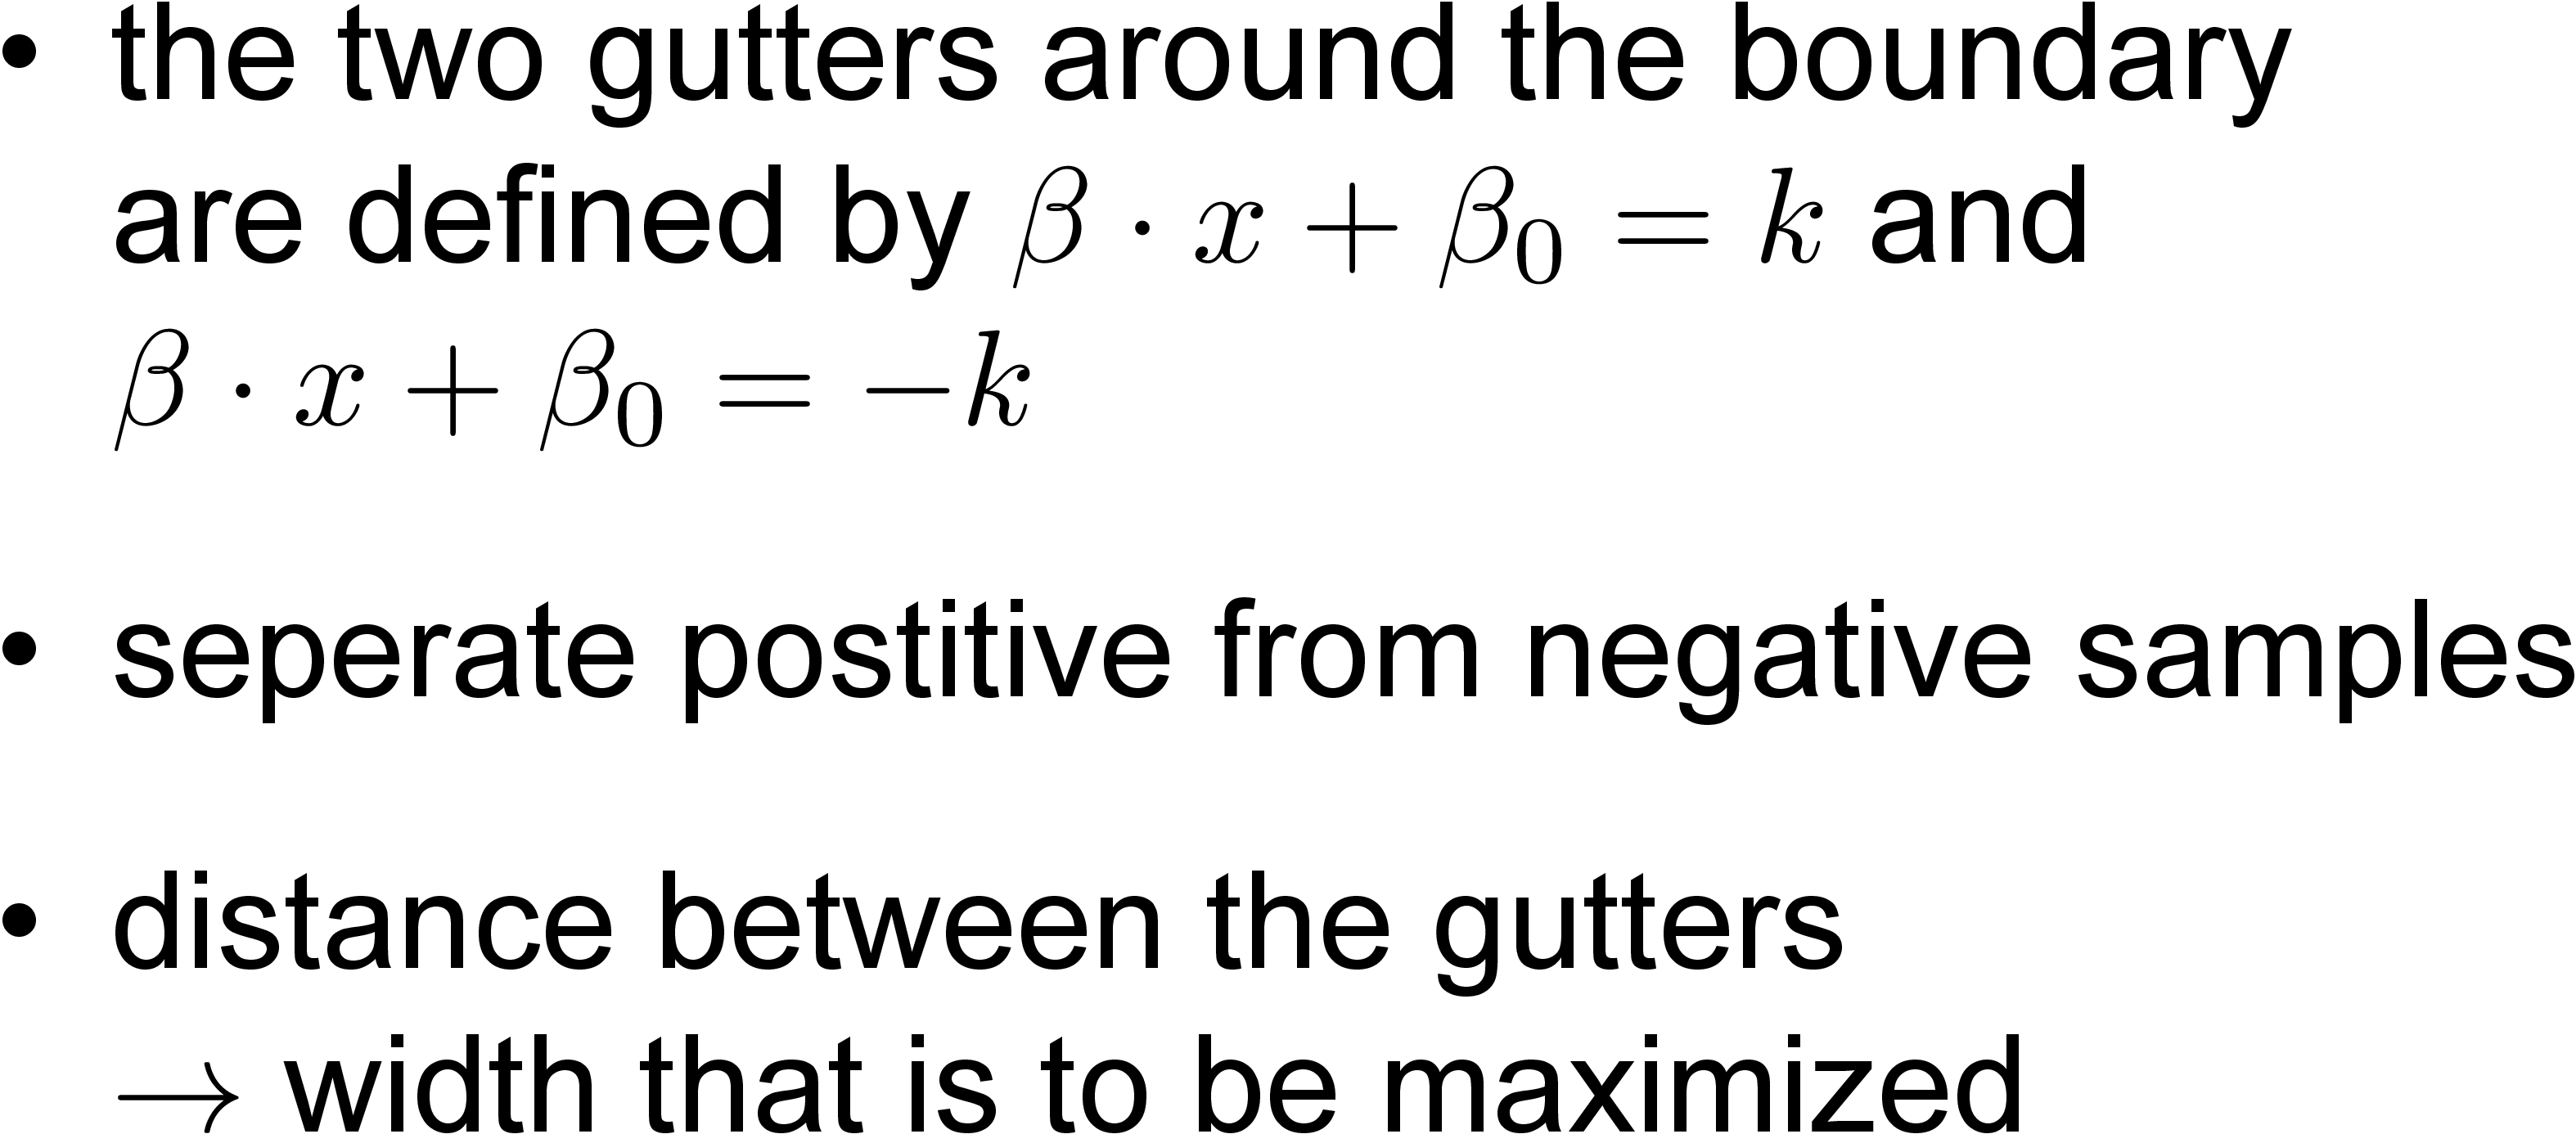 • the two gutters around the boundary
are defined by β · x + β₀ = k and
β · x + β₀ = −k
• seperate postitive from negative samples
• distance between the gutters
→ width that is to be maximized